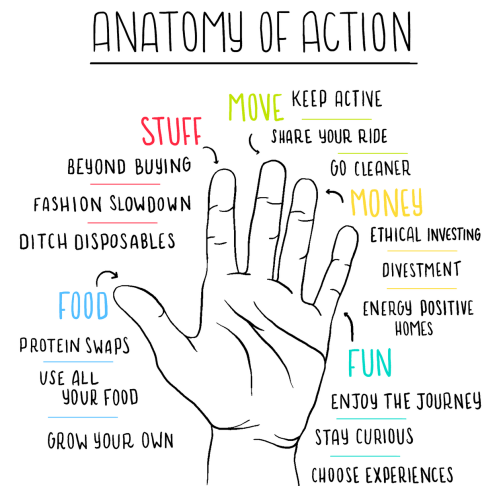 ANATOMY OF ACTION
MOVE
KEEP ACTIVE
SHARE YOUR RIDE
GO CLEANER
STUFF
BEYOND BUYING
FASHION SLOWDOWN
DITCH DISPOSABLES
MONEY
ETHICAL INVESTING
DIVESTMENT
ENERGY POSITIVE
HOMES
FOOD
PROTEIN SWAPS
USE ALL
YOUR FOOD
GROW YOUR OWN
FUN
ENJOY THE JOURNEY
STAY CURIOUS
CHOOSE EXPERIENCES